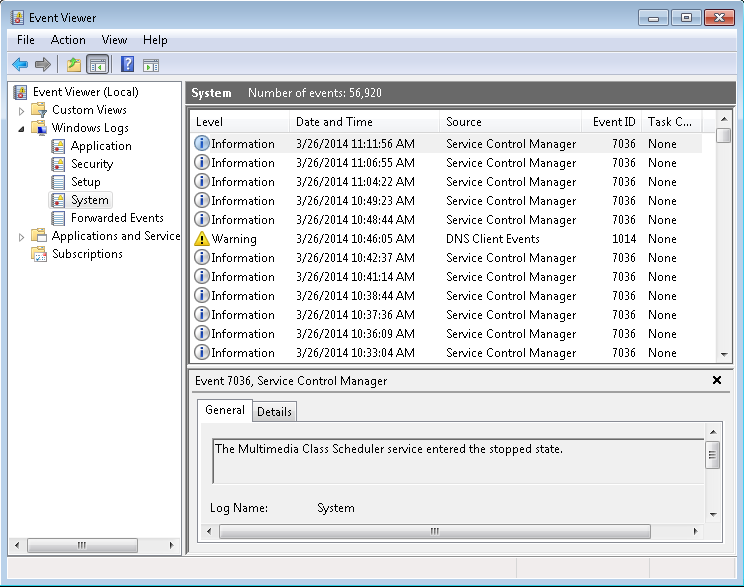 Event Viewer
File Action View Help
Event Viewer (Local)
Custom Views
Windows Logs
Application
Security
Setup
System
Forwarded Events
Applications and Service
Subscriptions
System Number of events: 56,920
Level Date and Time Source Event ID Task C...
Information 3/26/2014 11:11:56 AM Service Control Manager 7036 None
Information 3/26/2014 11:06:55 AM Service Control Manager 7036 None
Information 3/26/2014 11:04:22 AM Service Control Manager 7036 None
Information 3/26/2014 10:49:23 AM Service Control Manager 7036 None
Information 3/26/2014 10:48:44 AM Service Control Manager 7036 None
Warning 3/26/2014 10:46:05 AM DNS Client Events 1014 None
Information 3/26/2014 10:42:37 AM Service Control Manager 7036 None
Information 3/26/2014 10:41:14 AM Service Control Manager 7036 None
Information 3/26/2014 10:38:44 AM Service Control Manager 7036 None
Information 3/26/2014 10:37:36 AM Service Control Manager 7036 None
Information 3/26/2014 10:36:09 AM Service Control Manager 7036 None
Information 3/26/2014 10:33:04 AM Service Control Manager 7036 None
Event 7036, Service Control Manager
General Details
The Multimedia Class Scheduler service entered the stopped state.
Log Name: System